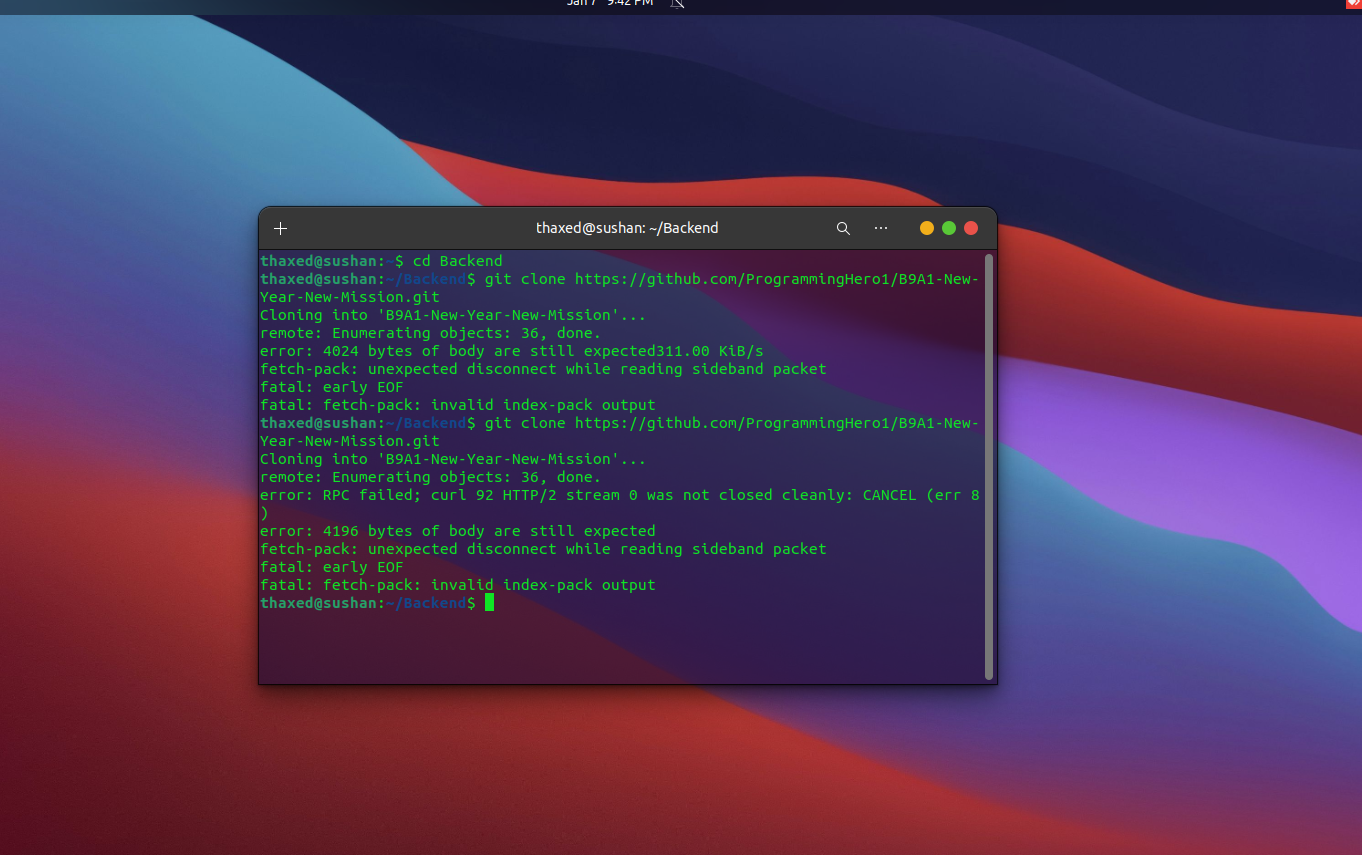 Jan 7 9:42 PM
thaxed@sushan: ~/Backend
thaxed@sushan:~$ cd Backend
thaxed@sushan:~/Backend$ git clone https://github.com/ProgrammingHero1/B9A1-New-
Year-New-Mission.git
Cloning into 'B9A1-New-Year-New-Mission'...
remote: Enumerating objects: 36, done.
error: 4024 bytes of body are still expected311.00 KiB/s
fetch-pack: unexpected disconnect while reading sideband packet
fatal: early EOF
fatal: fetch-pack: invalid index-pack output
thaxed@sushan:~/Backend$ git clone https://github.com/ProgrammingHero1/B9A1-New-
Year-New-Mission.git
Cloning into 'B9A1-New-Year-New-Mission'...
remote: Enumerating objects: 36, done.
error: RPC failed; curl 92 HTTP/2 stream 0 was not closed cleanly: CANCEL (err 8
)
error: 4196 bytes of body are still expected
fetch-pack: unexpected disconnect while reading sideband packet
fatal: early EOF
fatal: fetch-pack: invalid index-pack output
thaxed@sushan:~/Backend$